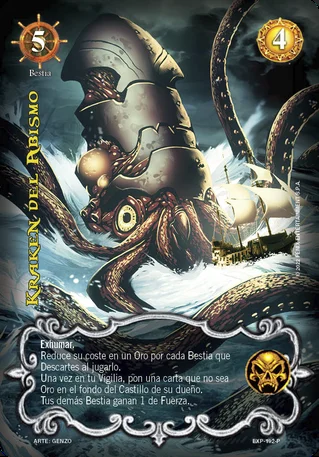 5
4
Bestia
Kraken del Abismo
Exhumar,
Reduce su coste en un Oro por cada Bestia que
Descartes al jugarlo.
Una vez en tu Vigilia, pón una carta que no sea
Oro en el fondo del Castillo de su dueño.
Tus demás Bestia ganan 1 de Fuerza.
ARTE: GENZO
BKP-192-P